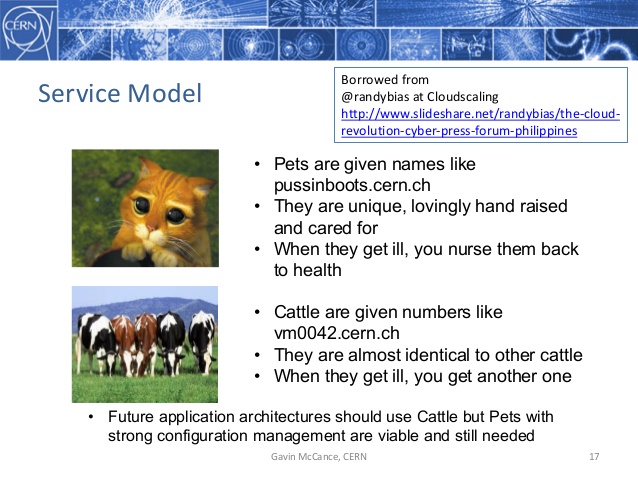 CERN
Service Model
Borrowed from
@randybias at Cloudscaling
http://www.slideshare.net/randybias/the-cloud-
revolution-cyber-press-forum-philippines
• Pets are given names like
pussinboots.cern.ch
• They are unique, lovingly hand raised
and cared for
• When they get ill, you nurse them back
to health
• Cattle are given numbers like
vm0042.cern.ch
• They are almost identical to other cattle
• When they get ill, you get another one
• Future application architectures should use Cattle but Pets with
strong configuration management are viable and still needed
Gavin McCance, CERN
17